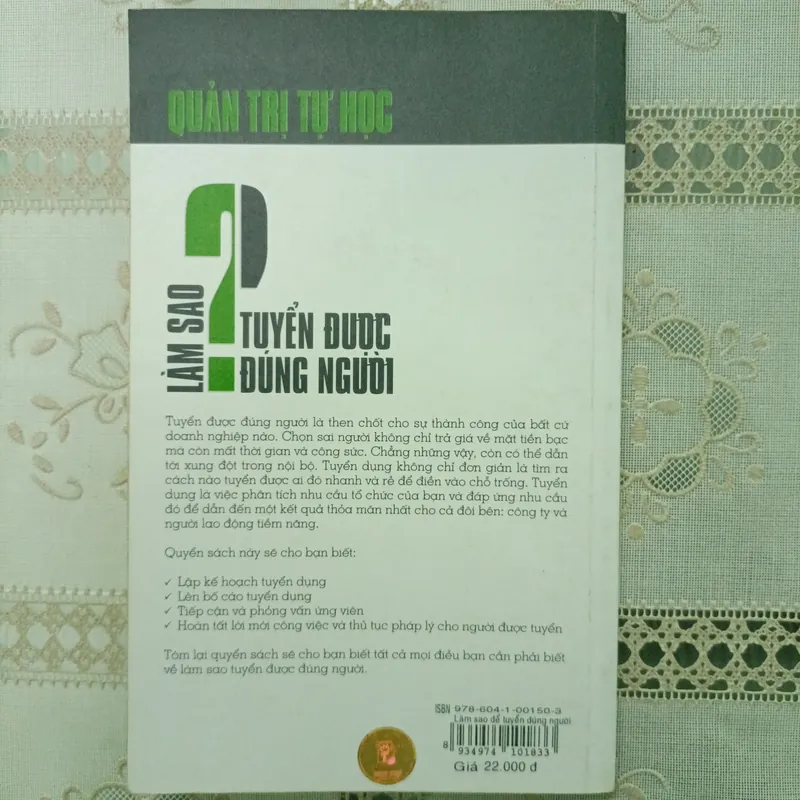 QUẢN TRỊ TỰ HỌC
LÀM SAO
TUYỂN ĐƯỢC
ĐÚNG NGƯỜI
?
Tuyển được đúng người là then chốt cho sự thành công của bất cứ
doanh nghiệp nào. Chọn sai người không chỉ trả giá về mặt tiền bạc
mà còn mất thời gian và công sức. Chẳng những vậy, còn có thể dẫn
tới xung đột trong nội bộ. Tuyển dụng không chỉ đơn giản là tìm ra
cách nào tuyển được ai đó nhanh và rẻ để điền vào chỗ trống. Tuyển
dụng là việc phân tích nhu cầu tổ chức của bạn và đáp ứng nhu cầu
đó để dẫn đến một kết quả thỏa mãn nhất cho cả đôi bên: công ty và
người lao động tiềm năng.
Quyển sách này sẽ cho bạn biết:
✓ Lập kế hoạch tuyển dụng
✓ Lên bố cáo tuyển dụng
✓ Tiếp cận và phỏng vấn ứng viên
✓ Hoàn tất lời mời công việc và thủ tục pháp lý cho người được tuyển
Tóm lại quyển sách sẽ cho bạn biết tất cả mọi điều bạn cần phải biết
về làm sao tuyển được đúng người.
ISBN 978-604-1-00150-3
Làm sao để tuyển đúng người
8 934974 101833
Giá 22.000 đ